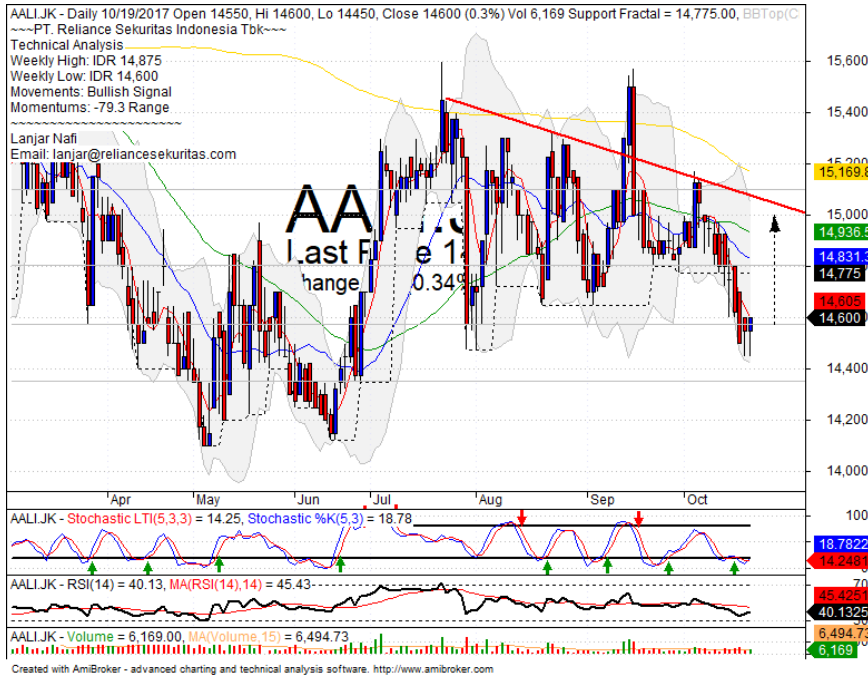 AALI.JK - Daily 10/19/2017 Open 14550, Hi 14600, Lo 14450, Close 14600 (0.3%) Vol 6,169 Support Fractal = 14,775.00, BBTop(C
~~~PT. Reliance Sekuritas Indonesia Tbk~~~
Technical Analysis
Weekly High: IDR 14,875
Weekly Low: IDR 14,600
Movements: Bullish Signal
Momentums: -79.3 Range
~~~~~~~~~~~~~~~~~~~~~~
Lanjar Nafi
Email: lanjar@reliancesekuritas.com
15,600
15,400
15,200
15,169.8
15,000
14,936.5
14,831.3
14,775
14,605
14,600
14,400
14,200
14,000
AA
Last
hange 0.34%
Apr May Jun Jul Aug Sep Oct
AALI.JK - Stochastic LTI(5,3,3) = 14.25, Stochastic %K(5,3) = 18.78
100
18.7822
14.2481
AALI.JK - RSI(14) = 40.13, MA(RSI(14),14) = 45.43
70
45.4251
40.1325
AALI.JK - Volume = 6,169.00, MA(Volume,15) = 6,494.73
6,494.73
6,169
Created with AmiBroker - advanced charting and technical analysis software. http://www.amibroker.com